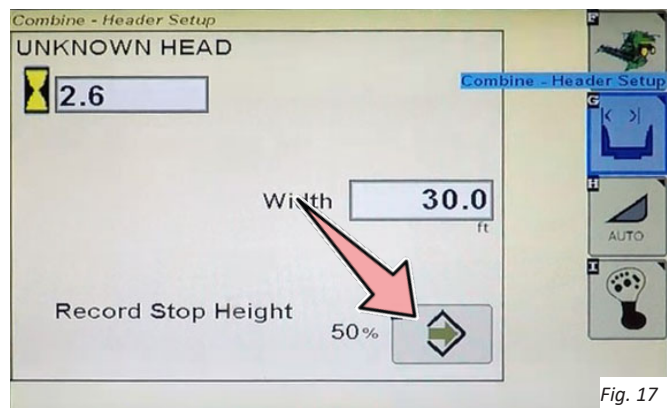 Combine - Header Setup
F
UNKNOWN HEAD
Combine - Header Setup
2.6
G
Width 30.0
ft
H
AUTO
Record Stop Height
50%
I
Fig. 17